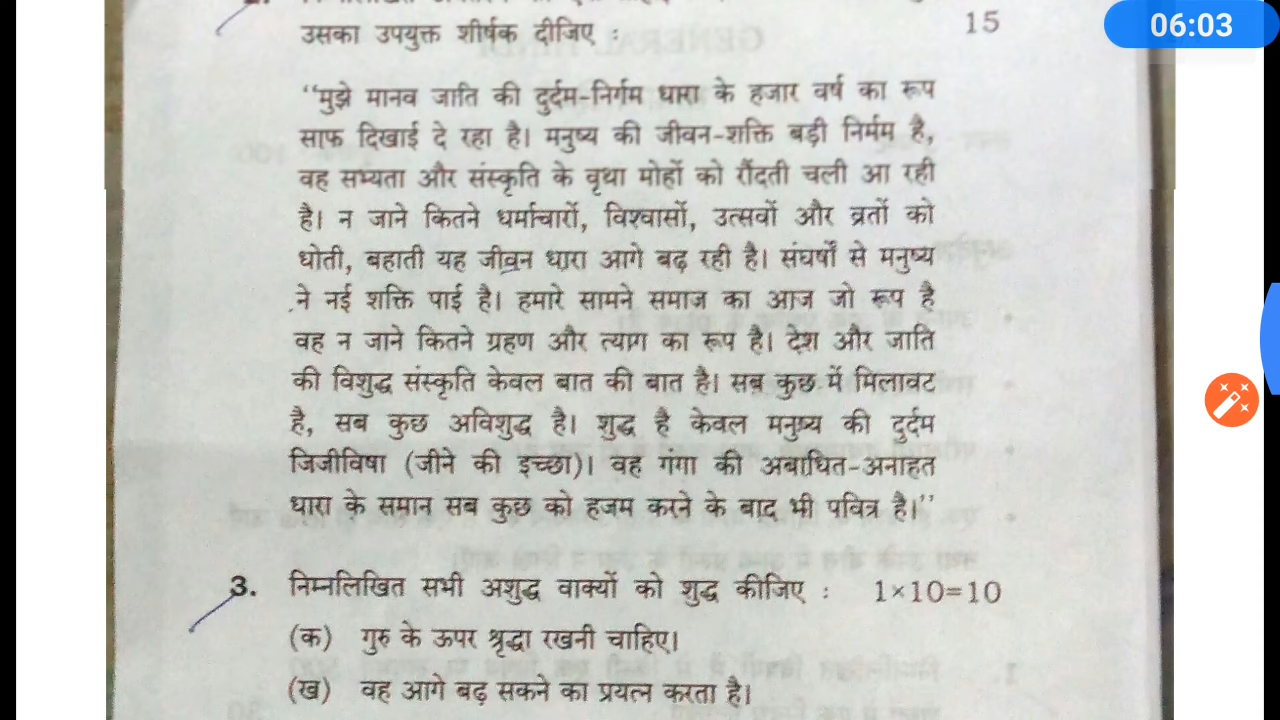 06:03
उसका उपयुक्त शीर्षक दीजिए : 15
“मुझे मानव जाति की दुर्दम-निर्गम धारा के हजार वर्ष का रूप
साफ दिखाई दे रहा है। मनुष्य की जीवन-शक्ति बड़ी निर्मम है,
वह सभ्यता और संस्कृति के वृथा मोहों को रौंदती चली आ रही
है। न जाने कितने धर्माचारों, विश्वासों, उत्सवों और व्रतों को
धोती, बहाती यह जीवन धारा आगे बढ़ रही है। संघर्षों से मनुष्य
ने नई शक्ति पाई है। हमारे सामने समाज का आज जो रूप है
वह न जाने कितने ग्रहण और त्याग का रूप है। देश और जाति
की विशुद्ध संस्कृति केवल बात की बात है। सब कुछ में मिलावट
है, सब कुछ अविशुद्ध है। शुद्ध है केवल मनुष्य की दुर्दम
जिजीविषा (जीने की इच्छा)। वह गंगा की अबाधित-अनाहत
धारा के समान सब कुछ को हजम करने के बाद भी पवित्र है।”
3. निम्नलिखित सभी अशुद्ध वाक्यों को शुद्ध कीजिए : 1×10=10
(क) गुरु के ऊपर श्रृद्धा रखनी चाहिए।
(ख) वह आगे बढ़ सकने का प्रयत्न करता है।